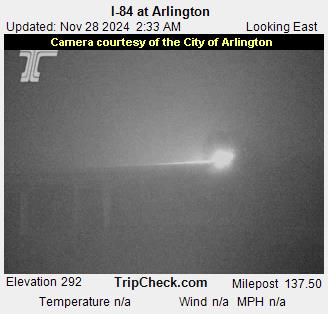 I-84 at Arlington
Updated: Nov 28 2024 2:33 AM Looking East
Camera courtesy of the City of Arlington
Elevation 292 TripCheck.com Milepost 137.50
Temperature n/a Wind n/a MPH n/a